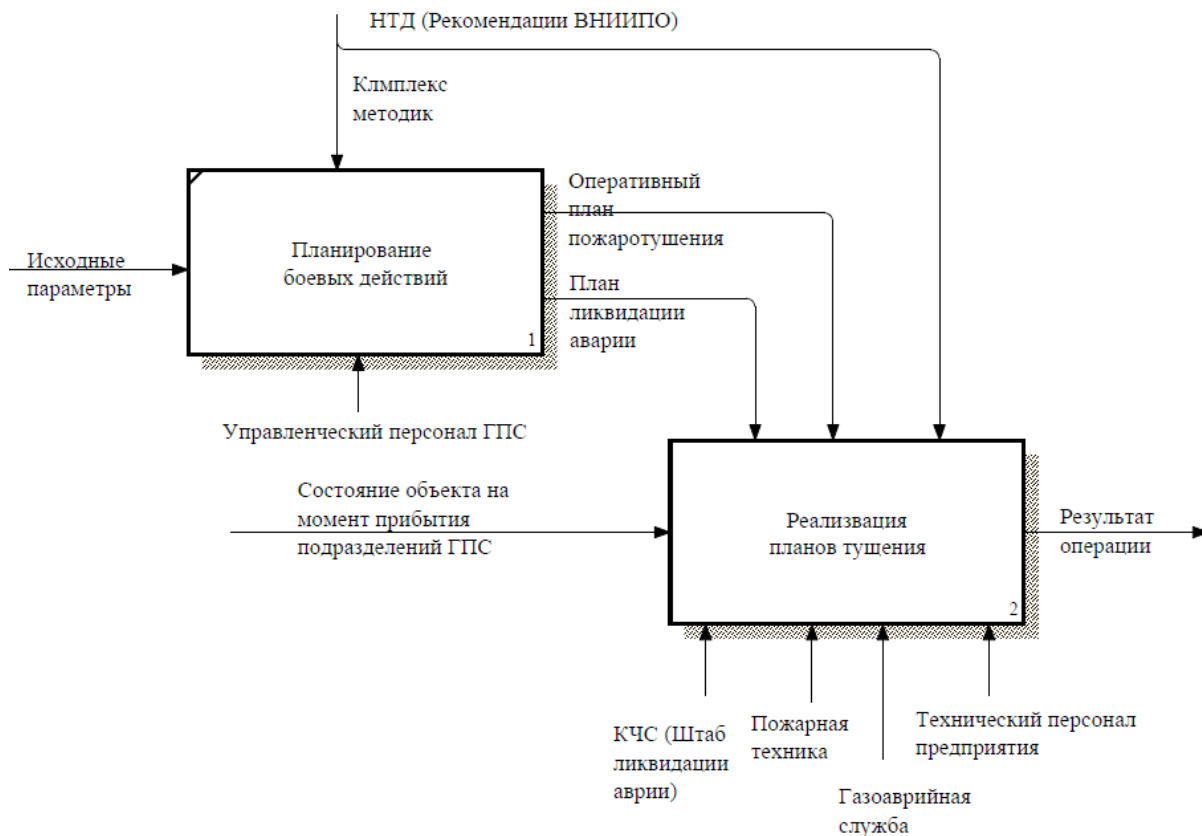 НТД (Рекомендации ВНИИПО)
Клмплекс
методик
Оперативный
план
пожаротушения
Планирование
боевых действий
1
Исходные
параметры
План
ликвидации
аварии
Управленческий персонал ГПС
Состояние объекта на
момент прибытия
подразделений ГПС
Реализвация
планов тушения
2
Результат
операции
КЧС (Штаб
ликвидации
аврии)
Пожарная
техника
Технический персонал
предприятия
Газоаврийная
служба